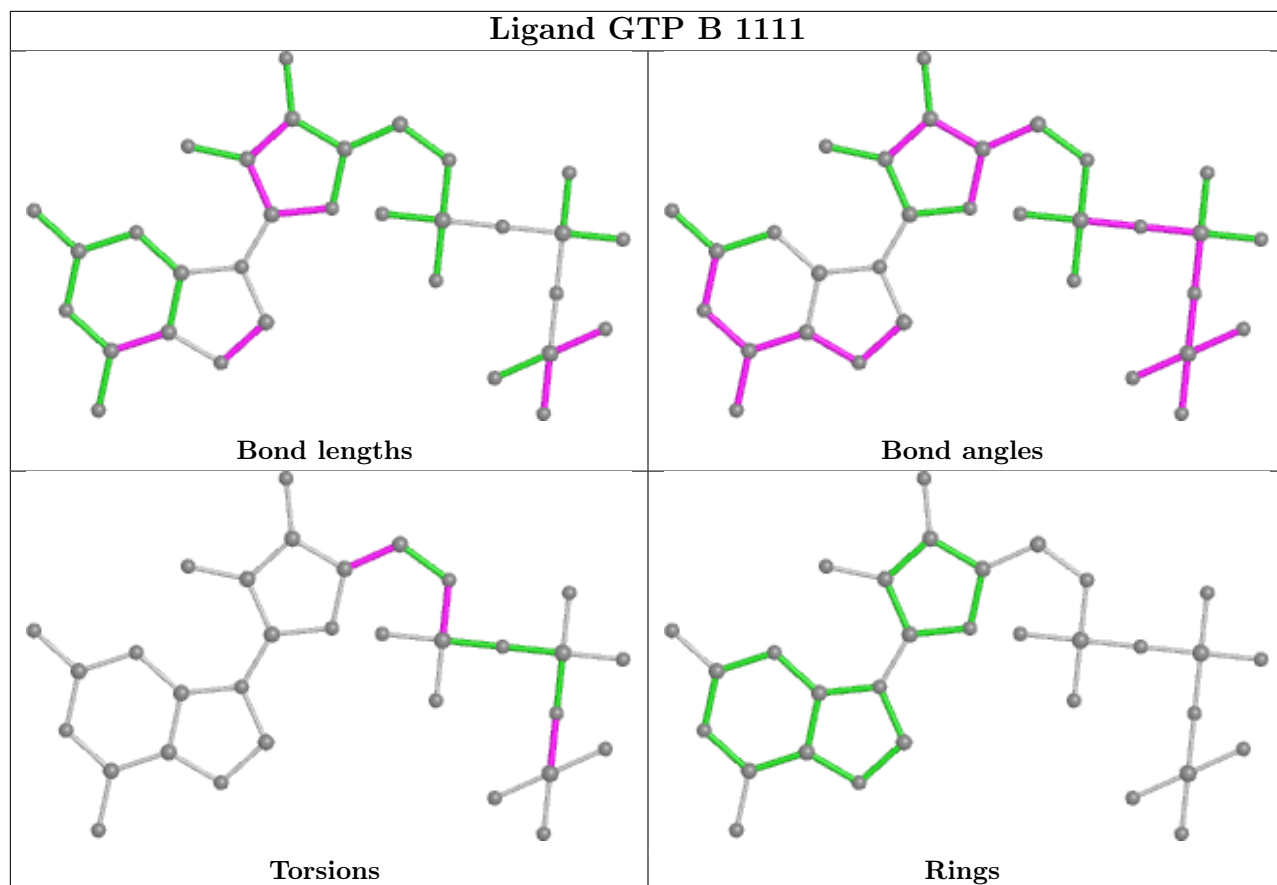 Ligand GTP B 1111
Bond lengths
Bond angles
Torsions
Rings